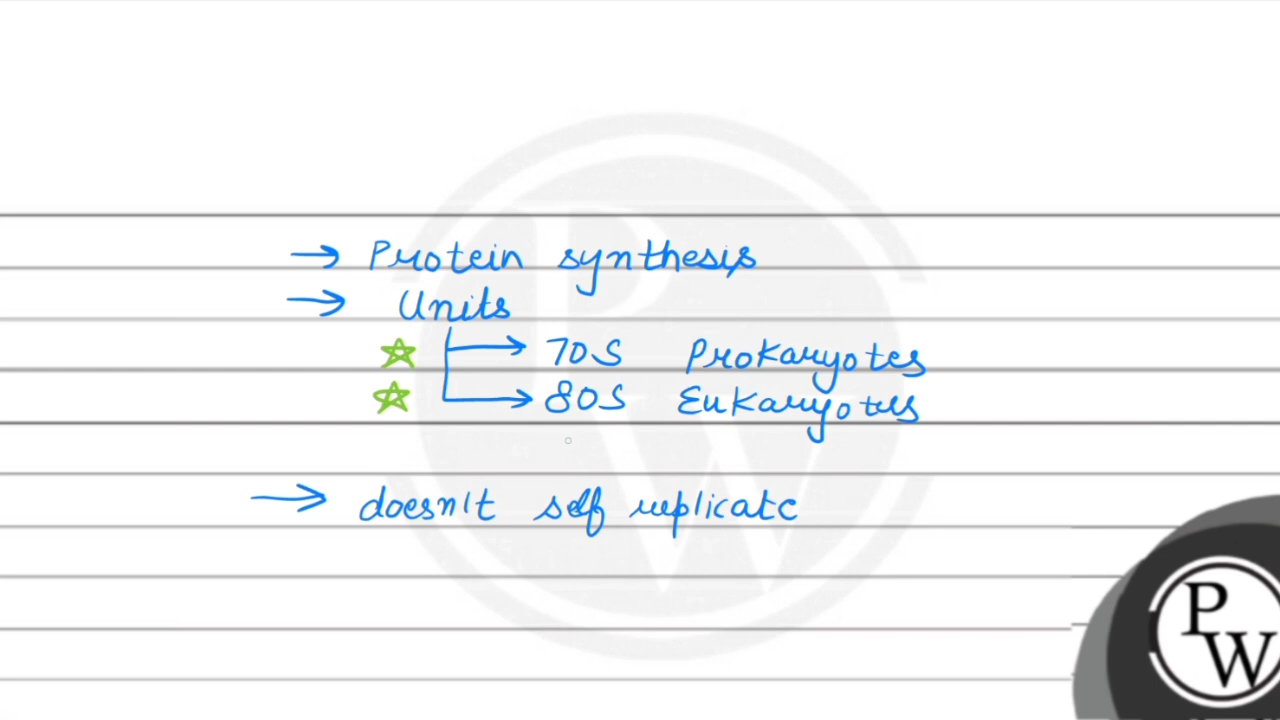 → Protein synthesis
→ Units
→ 70S Prokaryotes
→ 80S Eukaryotes
→ doesn't self replicate
P
W
P
W